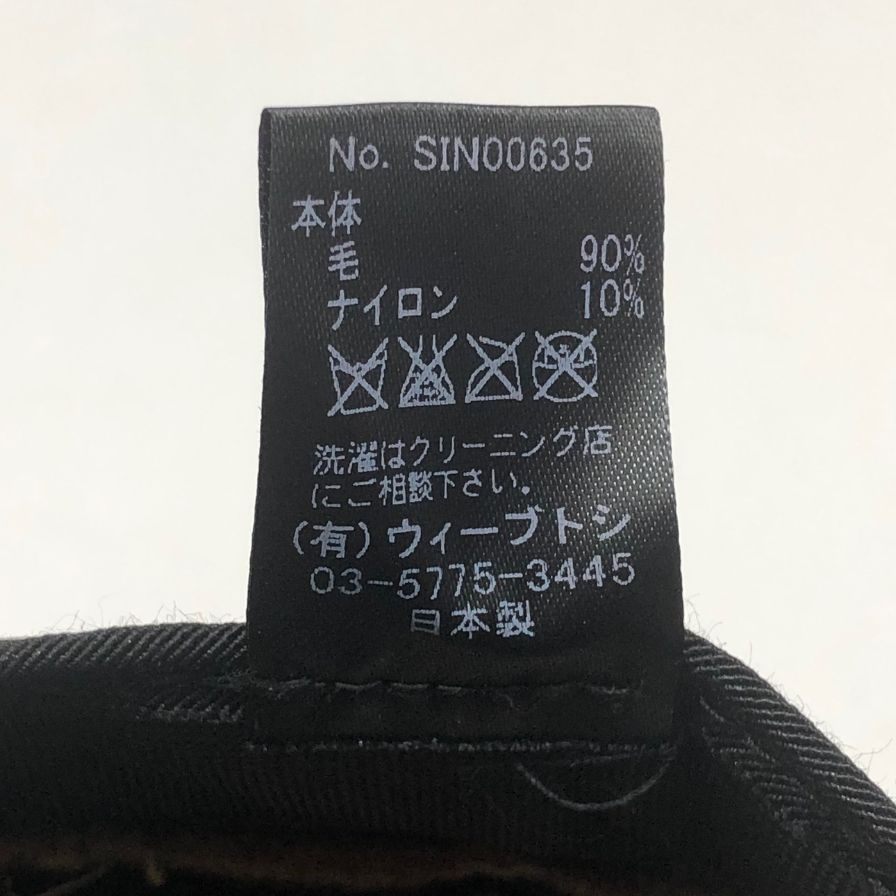 No. SIN00635
本体
毛 90%
ナイロン 10%
洗濯はクリーニング店
にご相談下さい。
(有)ウィーブトシ
03-5775-3445
日本製